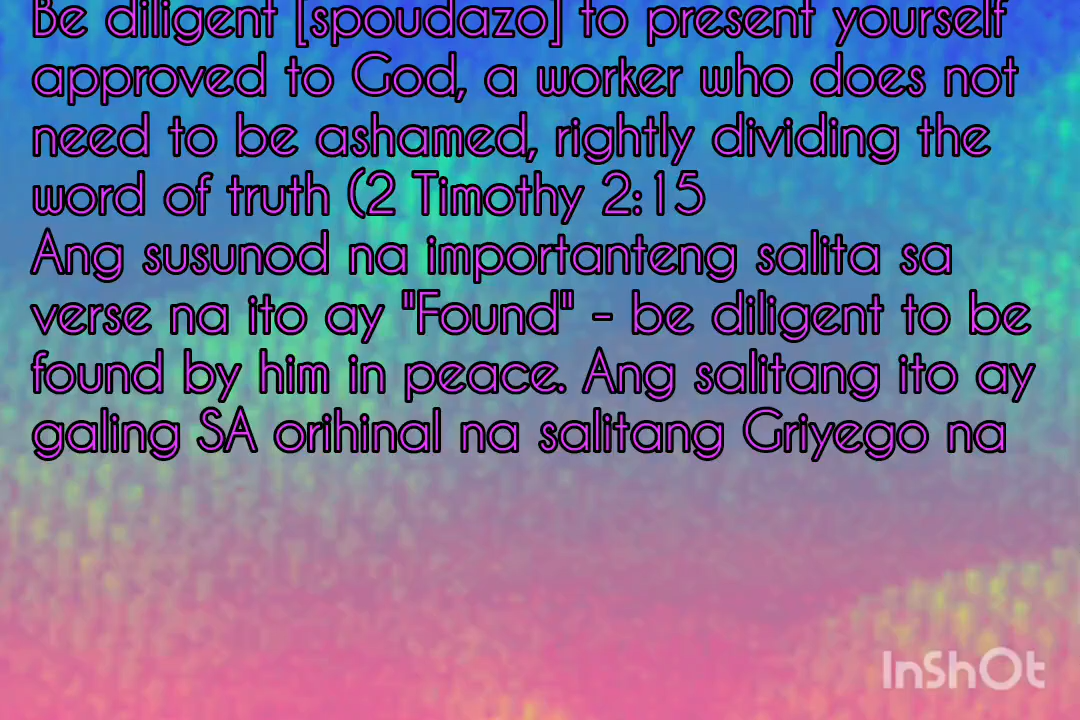 Be diligent [spoudazo] to present yourself
approved to God, a worker who does not
need to be ashamed, rightly dividing the
word of truth (2 Timothy 2:15
Ang susunod na importanteng salita sa
verse na ito ay "Found" - be diligent to be
found by him in peace. Ang salitang ito ay
galing SA orihinal na salitang Griyego na
InShOt